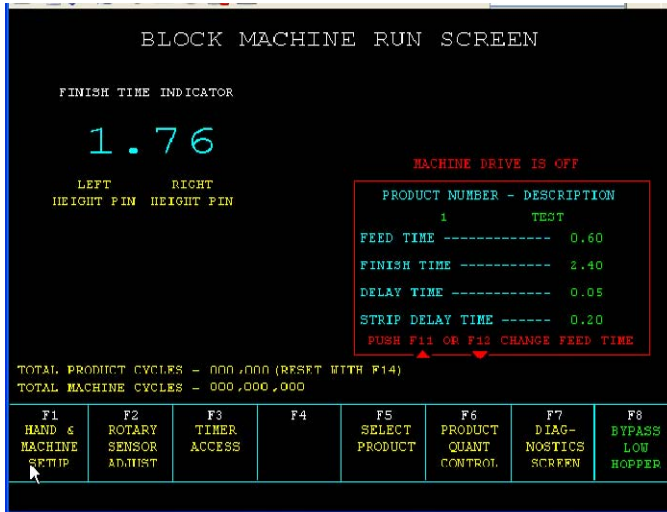 BLOCK MACHINE RUN SCREEN
FINISH TIME INDICATOR
1.76
LEFT RIGHT
HEIGHT PIN HEIGHT PIN
MACHINE DRIVE IS OFF
PRODUCT NUMBER - DESCRIPTION
1 TEST
FEED TIME ------------- 0.60
FINISH TIME ----------- 2.40
DELAY TIME ------------ 0.05
STRIP DELAY TIME ------ 0.20
PUSH F11 OR F12 CHANGE FEED TIME
TOTAL PRODUCT CYCLES - 000,000 (RESET WITH F14)
TOTAL MACHINE CYCLES - 000,000,000
F1 F2 F3 F4 F5 F6 F7 F8
HAND & ROTARY TIMER SELECT PRODUCT DIAG- BYPASS
MACHINE SENSOR ACCESS PRODUCT QUANT NOSTICS LOW
SETUP ADJUST CONTROL SCREEN HOPPER